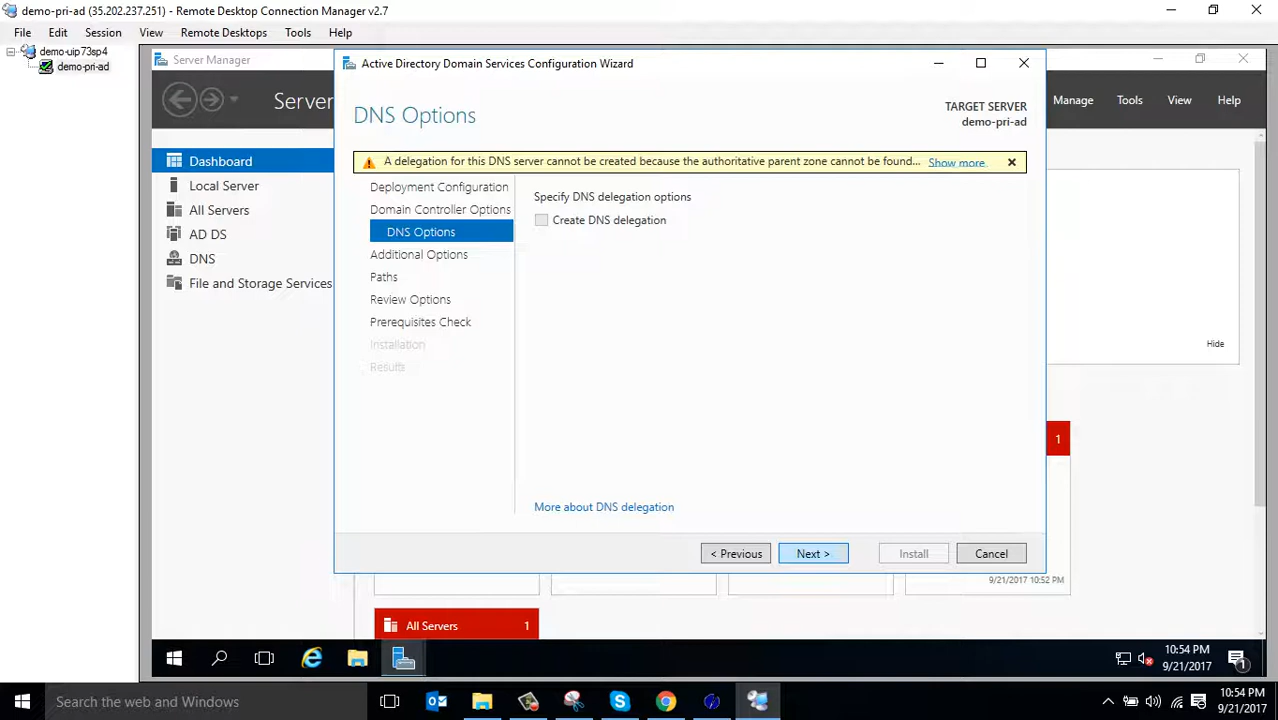 demo-pri-ad (35.202.237.251) - Remote Desktop Connection Manager v2.7
File Edit Session View Remote Desktops Tools Help
demo-uip73sp4
demo-pri-ad
Server Manager
Server
Manage Tools View Help
Dashboard
Local Server
All Servers
AD DS
DNS
File and Storage Services
Active Directory Domain Services Configuration Wizard
DNS Options
TARGET SERVER
demo-pri-ad
A delegation for this DNS server cannot be created because the authoritative parent zone cannot be found... Show more
Deployment Configuration
Domain Controller Options
DNS Options
Additional Options
Paths
Review Options
Prerequisites Check
Installation
Results
Specify DNS delegation options
Create DNS delegation
More about DNS delegation
< Previous Next > Install Cancel
Hide
1
9/21/2017 10:52 PM
All Servers 1
10:54 PM
9/21/2017
1
Search the web and Windows
10:54 PM
9/21/2017